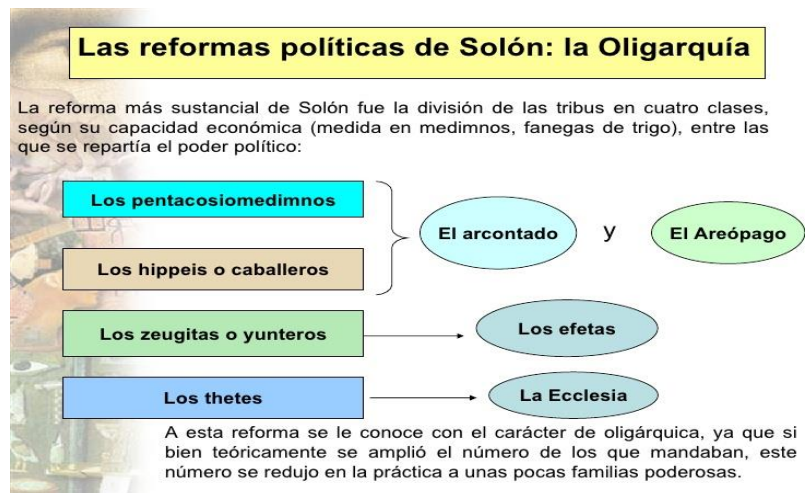 Las reformas políticas de Solón: la Oligarquía
La reforma más sustancial de Solón fue la división de las tribus en cuatro clases,
según su capacidad económica (medida en medimnos, fanegas de trigo), entre las
que se repartía el poder político:
Los pentacosiomedimnos
El arcontado y El Areópago
Los hippeis o caballeros
Los zeugitas o yunteros
Los efetas
Los thetes
La Ecclesia
A esta reforma se le conoce con el carácter de oligárquica, ya que si
bien teóricamente se amplió el número de los que mandaban, este
número se redujo en la práctica a unas pocas familias poderosas.